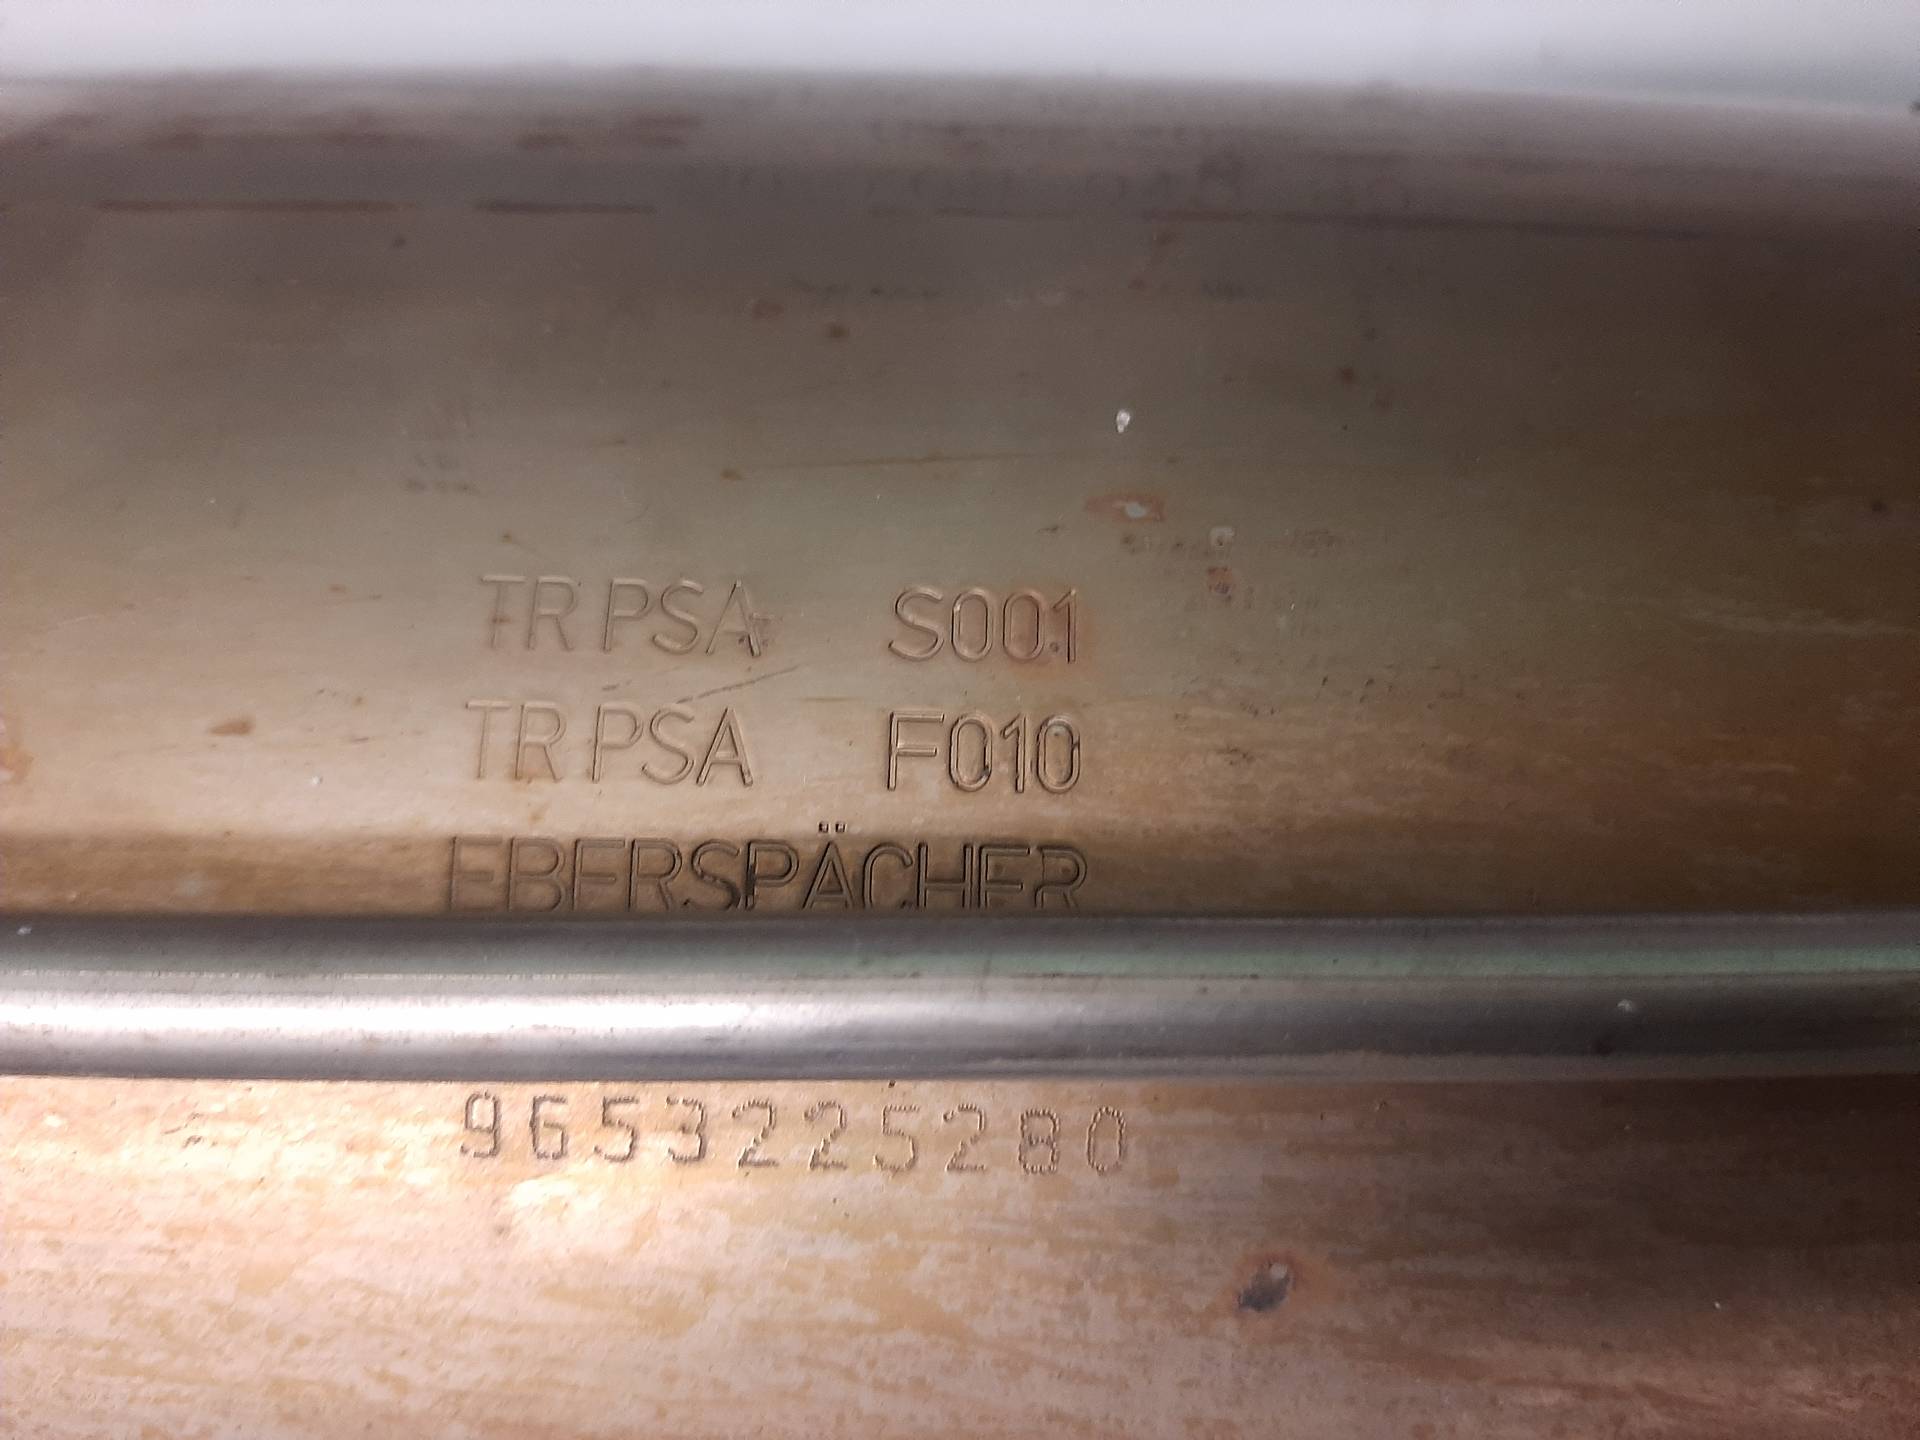 TR PSA S001
TR PSA F010
EBERSPÄCHER
9653225280